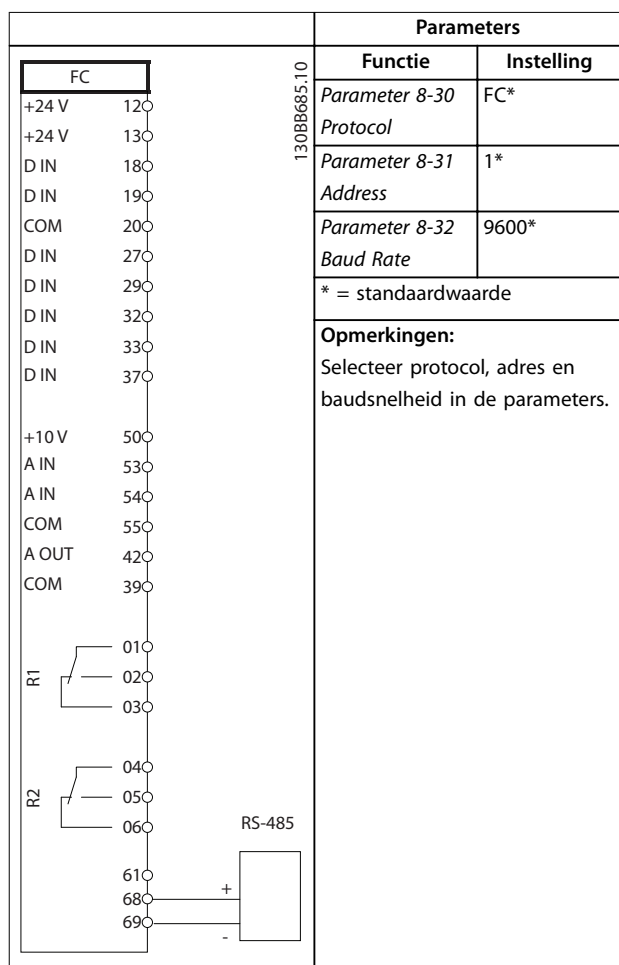 Parameters
Functie Instelling
Parameter 8-30 FC*
Protocol
Parameter 8-31 1*
Address
Parameter 8-32 9600*
Baud Rate
* = standaardwaarde
Opmerkingen:
Selecteer protocol, adres en
baudsnelheid in de parameters.
130BB685.10
FC
+24 V 12
+24 V 13
D IN 18
D IN 19
COM 20
D IN 27
D IN 29
D IN 32
D IN 33
D IN 37
+10 V 50
A IN 53
A IN 54
COM 55
A OUT 42
COM 39
R1
01
02
03
R2
04
05
06
RS-485
61
68 +
69 -